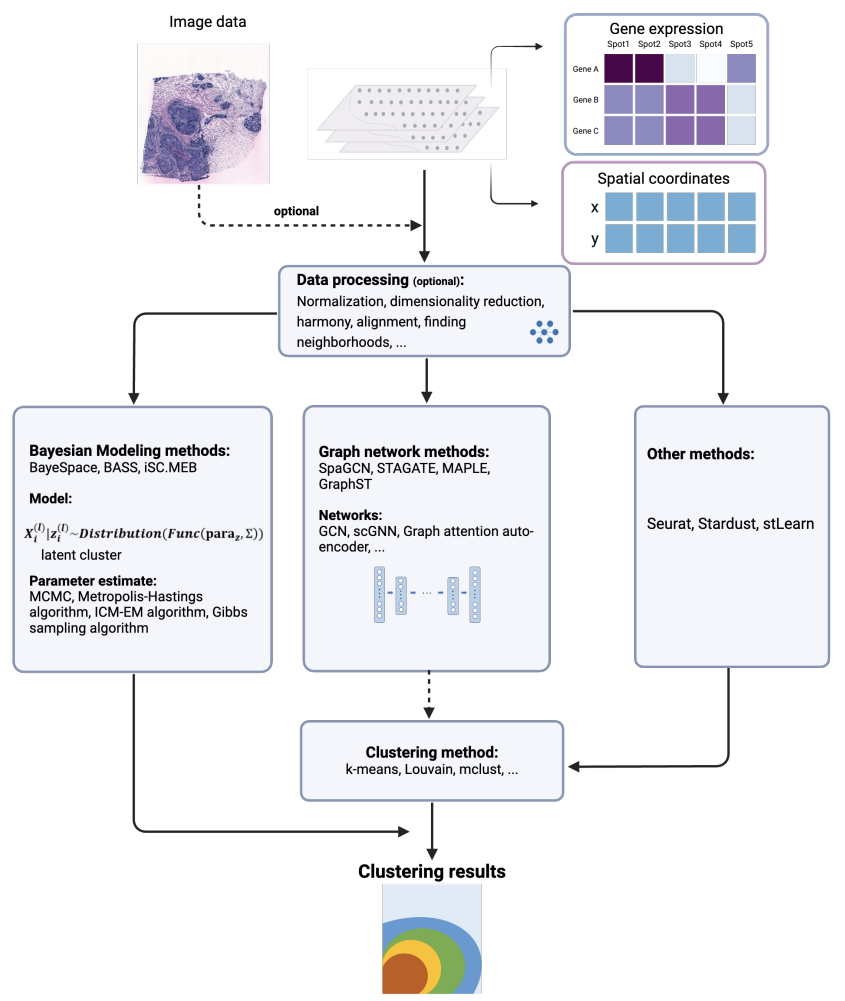 Image data
Gene expression
Spot1 Spot2 Spot3 Spot4 Spot5
Gene A
Gene B
Gene C
optional
Spatial coordinates
x
y
Data processing (optional):
Normalization, dimensionality reduction,
harmony, alignment, finding
neighborhoods, ...
Bayesian Modeling methods:
BayeSpace, BASS, iSC.MEB
Model:
X_i^(l)|z_i^(l)~Distribution(Func(para_z, Σ))
latent cluster
Parameter estimate:
MCMC, Metropolis-Hastings
algorithm, ICM-EM algorithm, Gibbs
sampling algorithm
Graph network methods:
SpaGCN, STAGATE, MAPLE,
GraphST
Networks:
GCN, scGNN, Graph attention auto-
encoder, ...
...
Other methods:
Seurat, Stardust, stLearn
Clustering method:
k-means, Louvain, mclust, ...
Clustering results